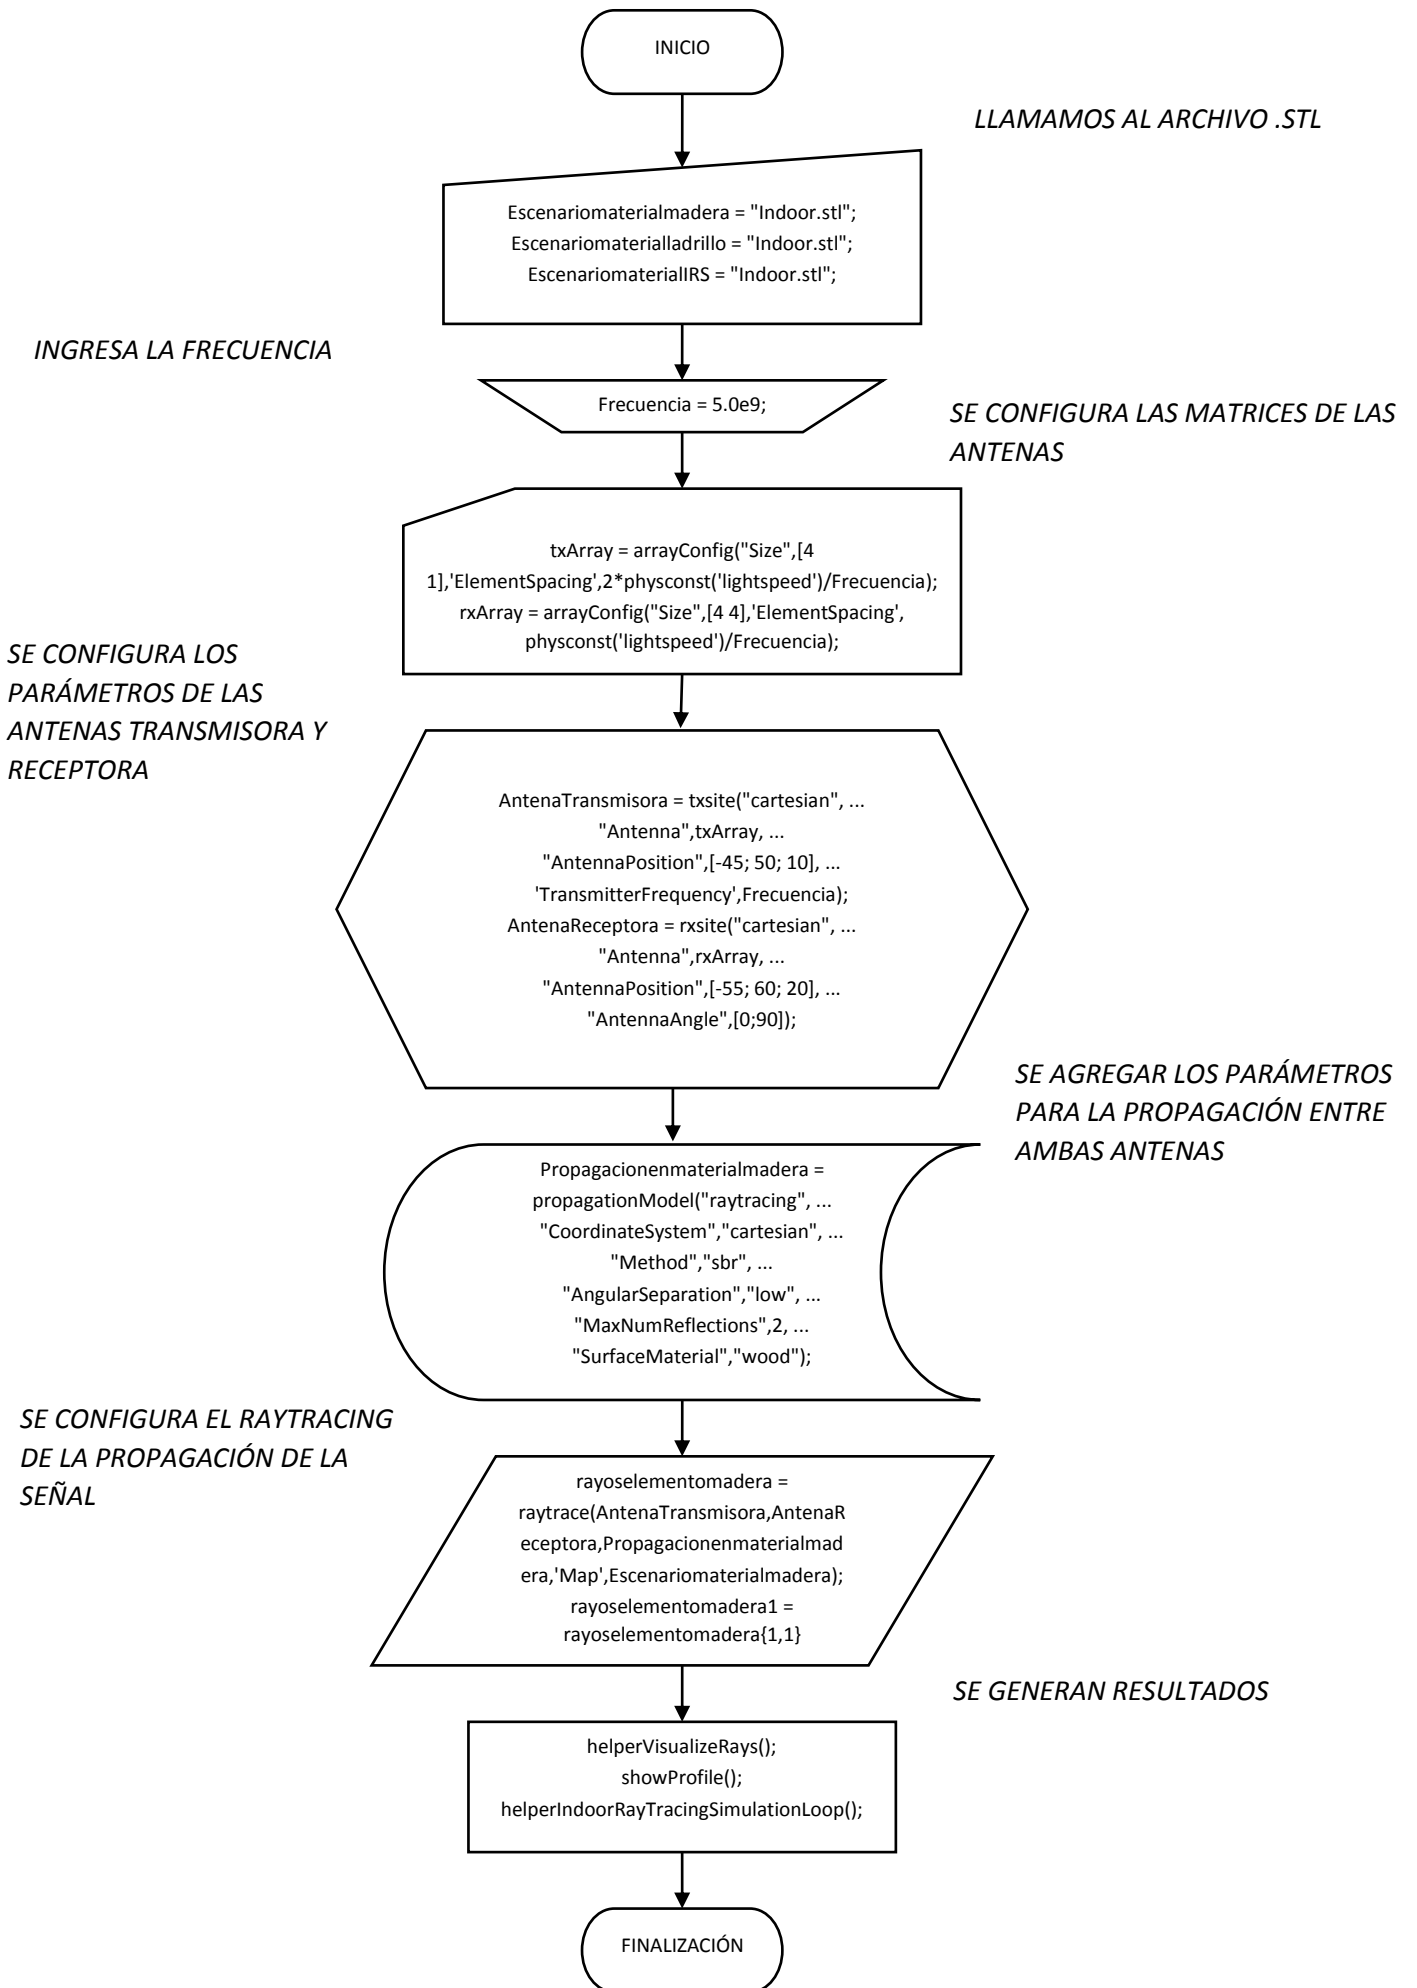 INICIO
LLAMAMOS AL ARCHIVO .STL
Escenariomaterialmadera = "Indoor.stl";
Escenariomaterialladrillo = "Indoor.stl";
EscenariomaterialIRS = "Indoor.stl";
INGRESA LA FRECUENCIA
Frecuencia = 5.0e9;
SE CONFIGURA LAS MATRICES DE LAS
ANTENAS
txArray = arrayConfig("Size",[4
1],'ElementSpacing',2*physconst('lightspeed')/Frecuencia);
rxArray = arrayConfig("Size",[4 4],'ElementSpacing',
physconst('lightspeed')/Frecuencia);
SE CONFIGURA LOS
PARÁMETROS DE LAS
ANTENAS TRANSMISORA Y
RECEPTORA
AntenaTransmisora = txsite("cartesian", ...
"Antenna",txArray, ...
"AntennaPosition",[-45; 50; 10], ...
'TransmitterFrequency',Frecuencia);
AntenaReceptora = rxsite("cartesian", ...
"Antenna",rxArray, ...
"AntennaPosition",[-55; 60; 20], ...
"AntennaAngle",[0;90]);
SE AGREGAR LOS PARÁMETROS
PARA LA PROPAGACIÓN ENTRE
AMBAS ANTENAS
Propagacionenmaterialmadera =
propagationModel("raytracing", ...
"CoordinateSystem","cartesian", ...
"Method","sbr", ...
"AngularSeparation","low", ...
"MaxNumReflections",2, ...
"SurfaceMaterial","wood");
SE CONFIGURA EL RAYTRACING
DE LA PROPAGACIÓN DE LA
SEÑAL
rayoselementomadera =
raytrace(AntenaTransmisora,AntenaR
eceptora,Propagacionenmaterialmad
era,'Map',Escenariomaterialmadera);
rayoselementomadera1 =
rayoselementomadera{1,1}
SE GENERAN RESULTADOS
helperVisualizeRays();
showProfile();
helperIndoorRayTracingSimulationLoop();
FINALIZACIÓN